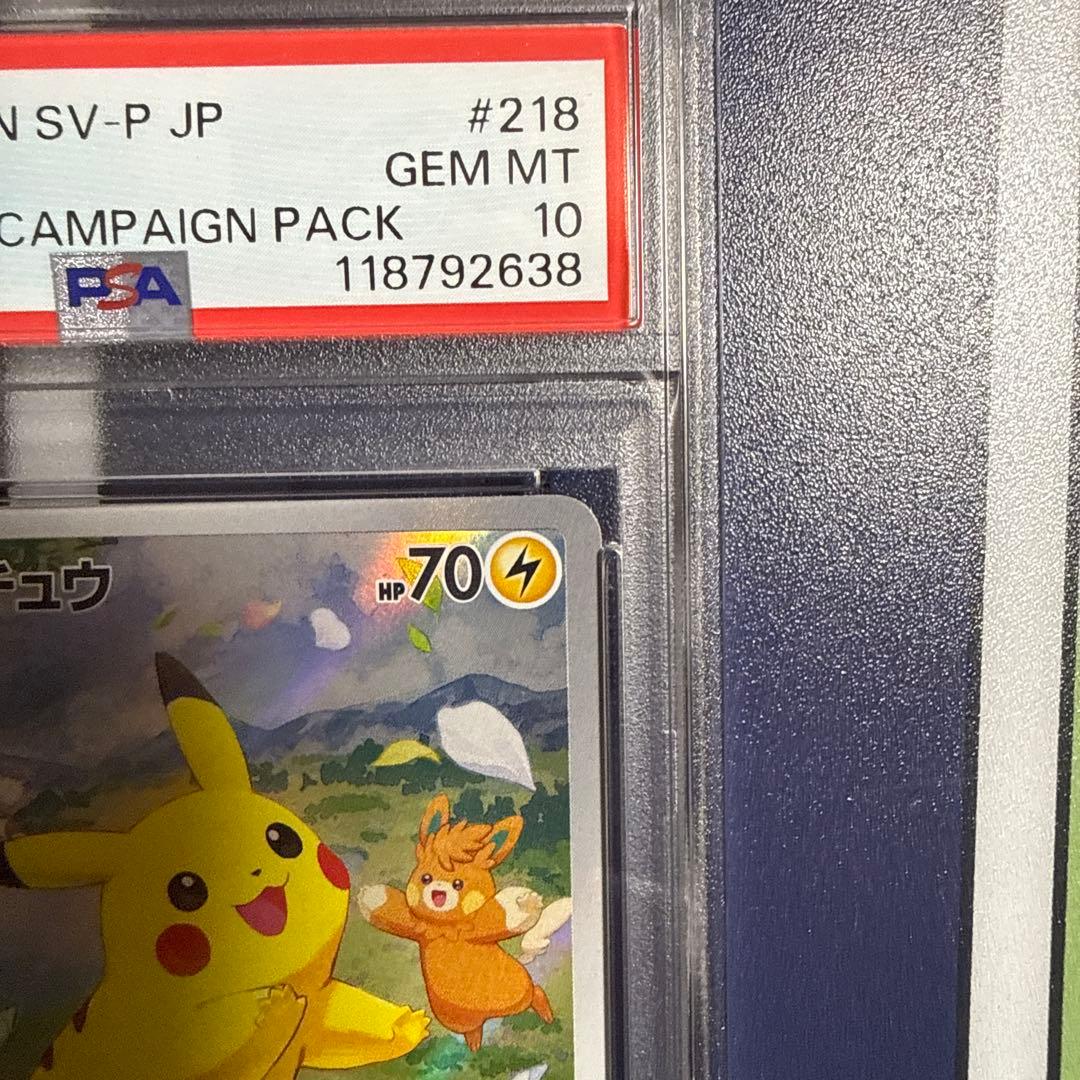 N SV-P JP #218
GEM MT
CAMPAIGN PACK 10
PSA 118792638
チュウ HP70